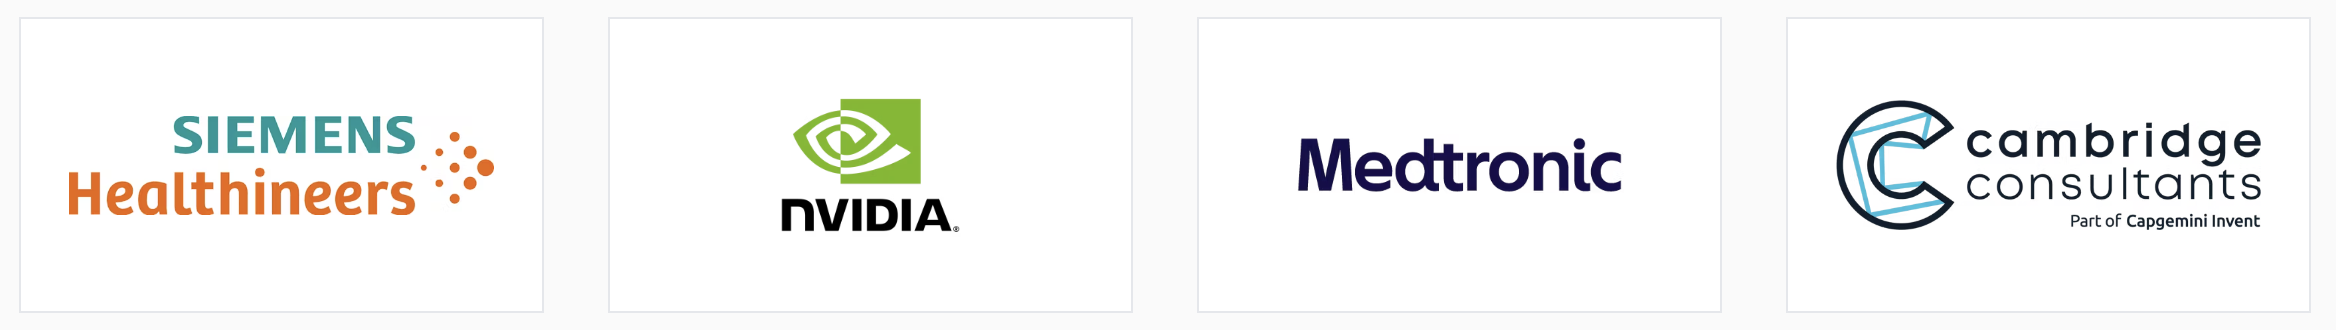 SIEMENS
Healthineers
NVIDIA®
Medtronic
cambridge
consultants
Part of Capgemini Invent